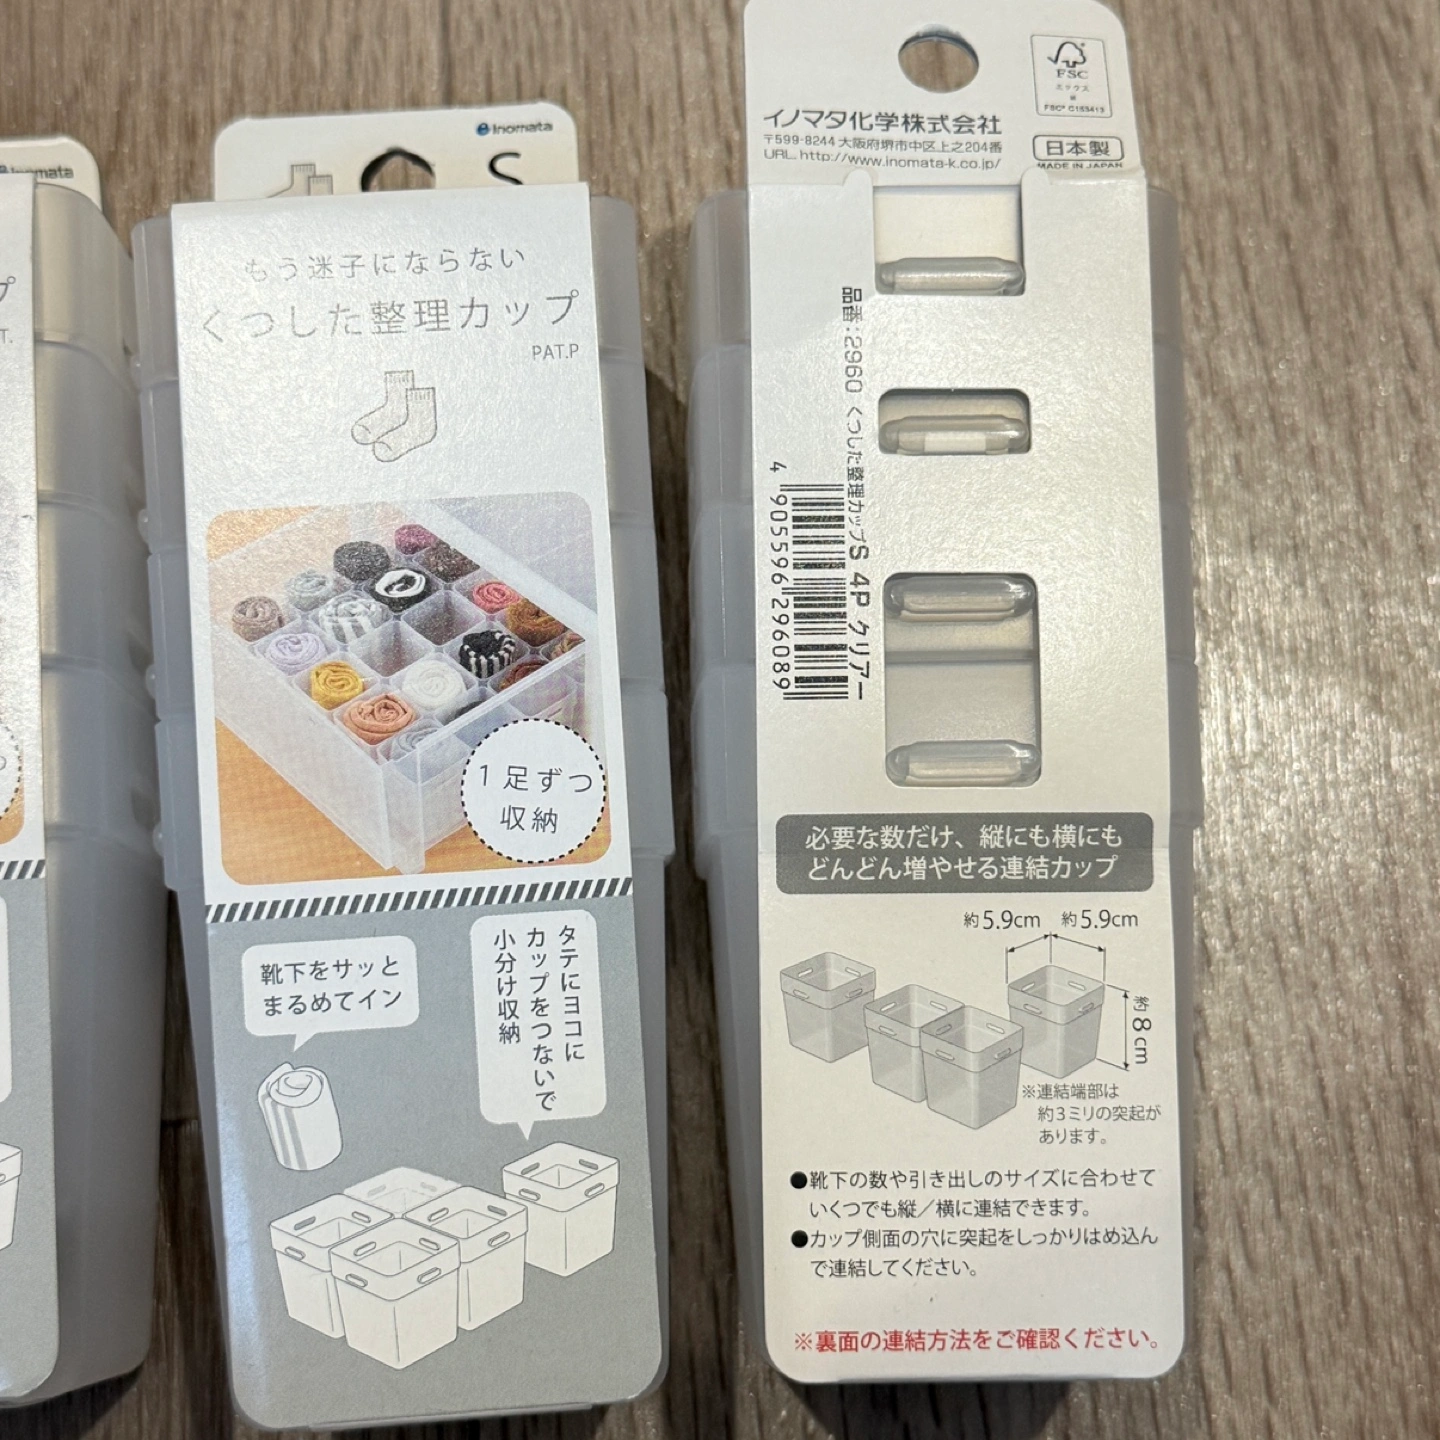 Inomata
プ
T.
Inomata
S
もう迷子にならない
くつした整理カップ
PAT.P
1足ずつ
収納
靴下をサッと
まるめてイン
タテにヨコに
カップをつないで
小分け収納
FSC
ミックス
紙
FSC® C153413
イノマタ化学株式会社
〒599-8244 大阪府堺市中区上之204番
URL http://www.inomata-k.co.jp/
日本製
MADE IN JAPAN
品番:2960 くつした整理カップS 4P クリアー
4 905596 296089
必要な数だけ、縦にも横にも
どんどん増やせる連結カップ
約5.9cm 約5.9cm
約8cm
※連結端部は
約3ミリの突起が
あります。
●靴下の数や引き出しのサイズに合わせて
いくつでも縦／横に連結できます。
●カップ側面の穴に突起をしっかりはめ込ん
で連結してください。
※裏面の連結方法をご確認ください。